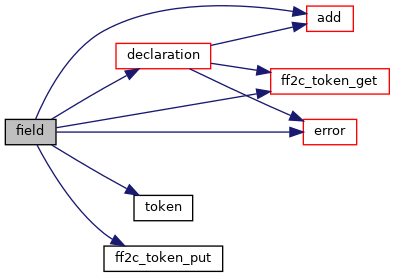 add
declaration
ff2c_token_get
field
error
token
ff2c_token_put